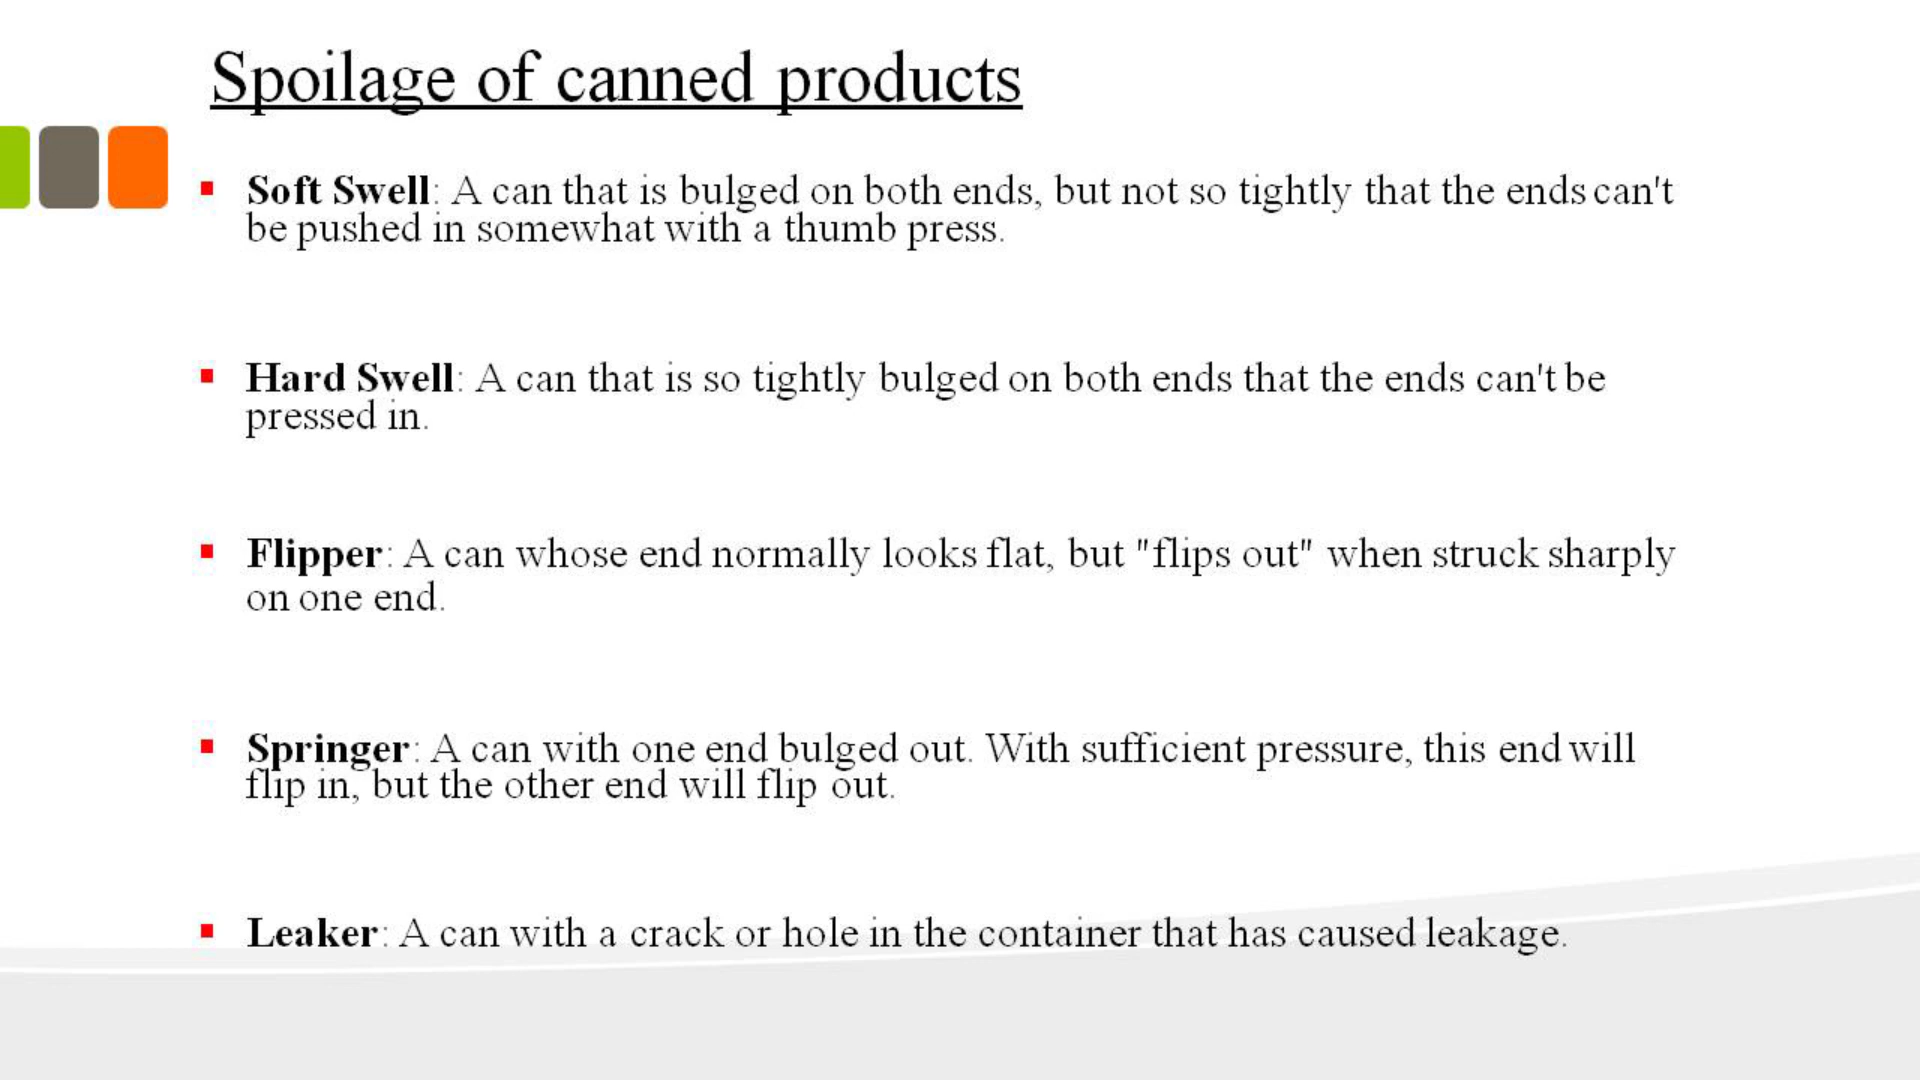 Spoilage of canned products
Soft Swell: A can that is bulged on both ends, but not so tightly that the ends can't
be pushed in somewhat with a thumb press.
Hard Swell: A can that is so tightly bulged on both ends that the ends can't be
pressed in.
Flipper: A can whose end normally looks flat, but "flips out" when struck sharply
on one end.
Springer: A can with one end bulged out. With sufficient pressure, this end will
flip in, but the other end will flip out.
Leaker: A can with a crack or hole in the container that has caused leakage.